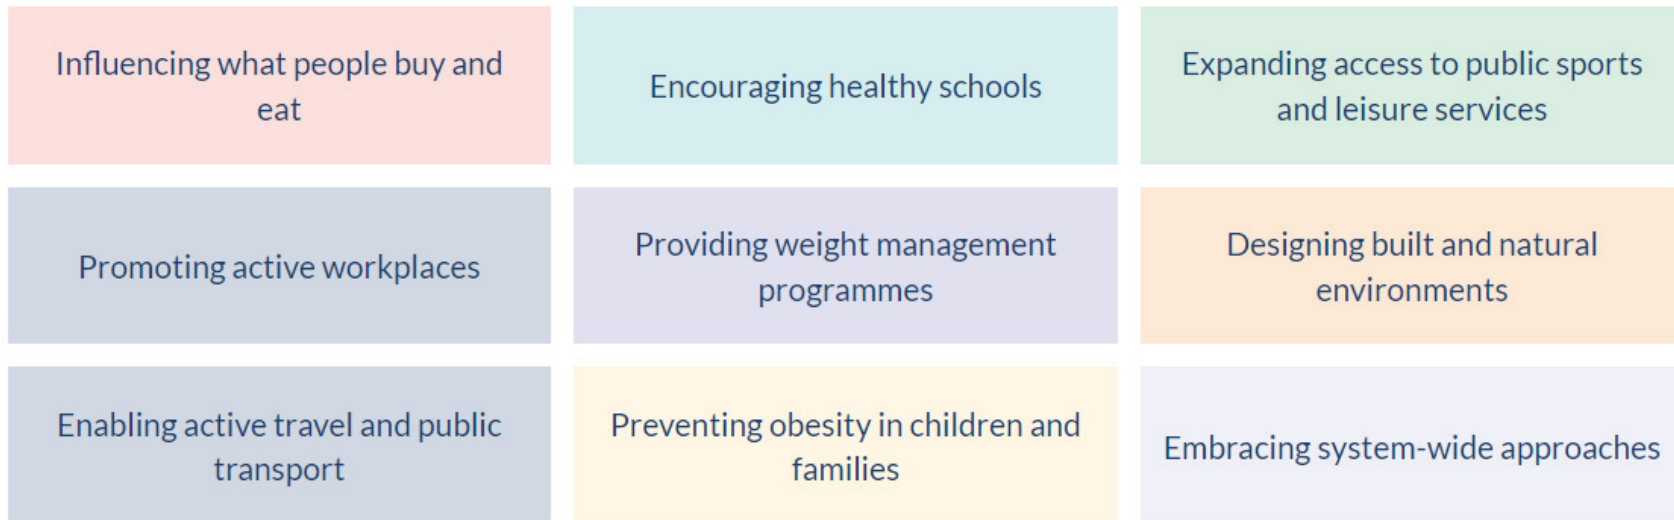 Influencing what people buy and
eat
Encouraging healthy schools
Expanding access to public sports
and leisure services
Promoting active workplaces
Providing weight management
programmes
Designing built and natural
environments
Enabling active travel and public
transport
Preventing obesity in children and
families
Embracing system-wide approaches